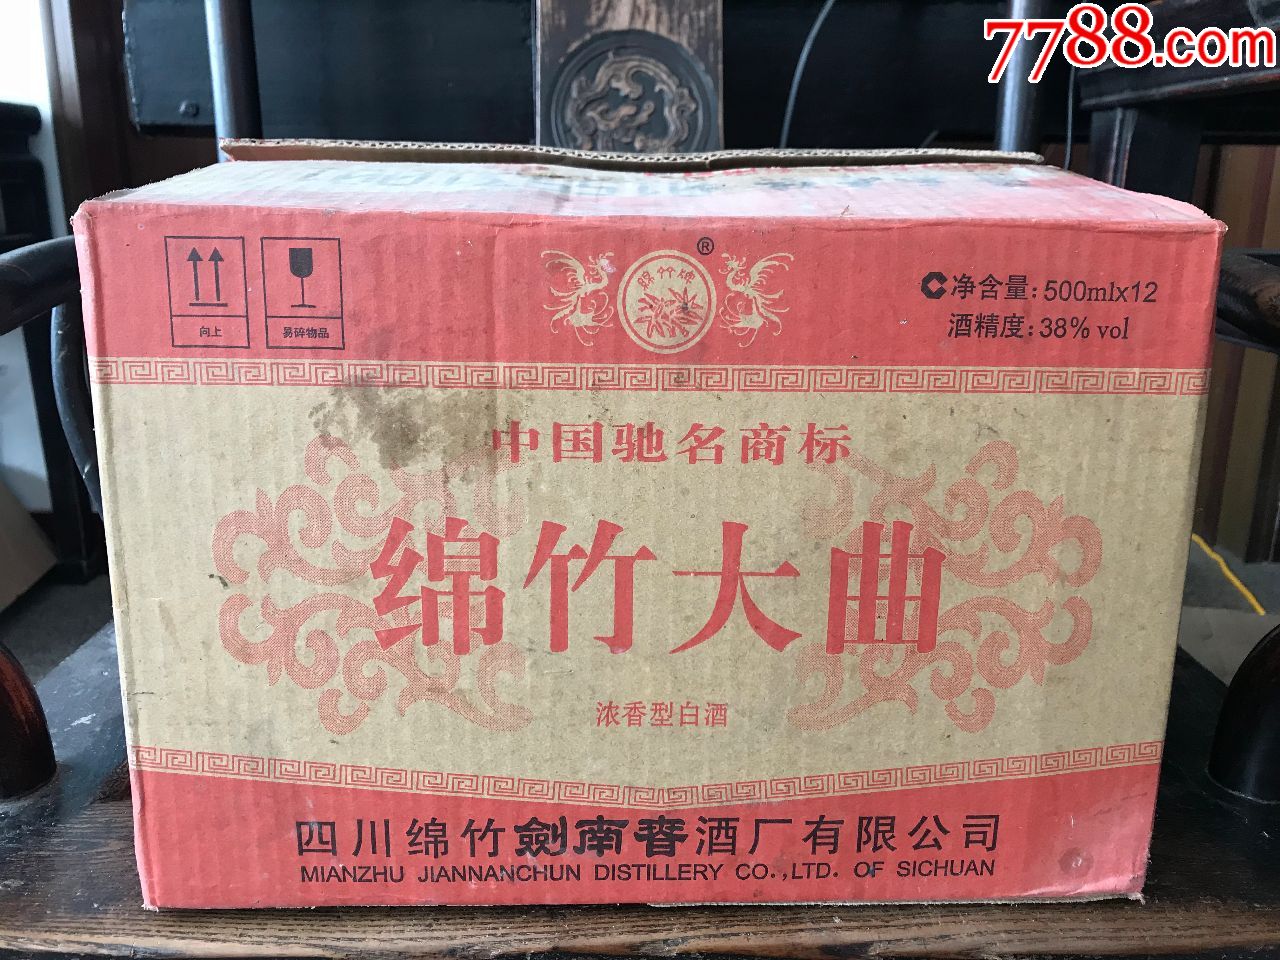 7788.com
绵竹牌
®
净含量:500mlx12
酒精度:38% vol
向上
易碎物品
中国驰名商标
绵竹大曲
浓香型白酒
四川绵竹劍南春酒厂有限公司
MIANZHU JIANNANCHUN DISTILLERY CO.,LTD. OF SICHUAN